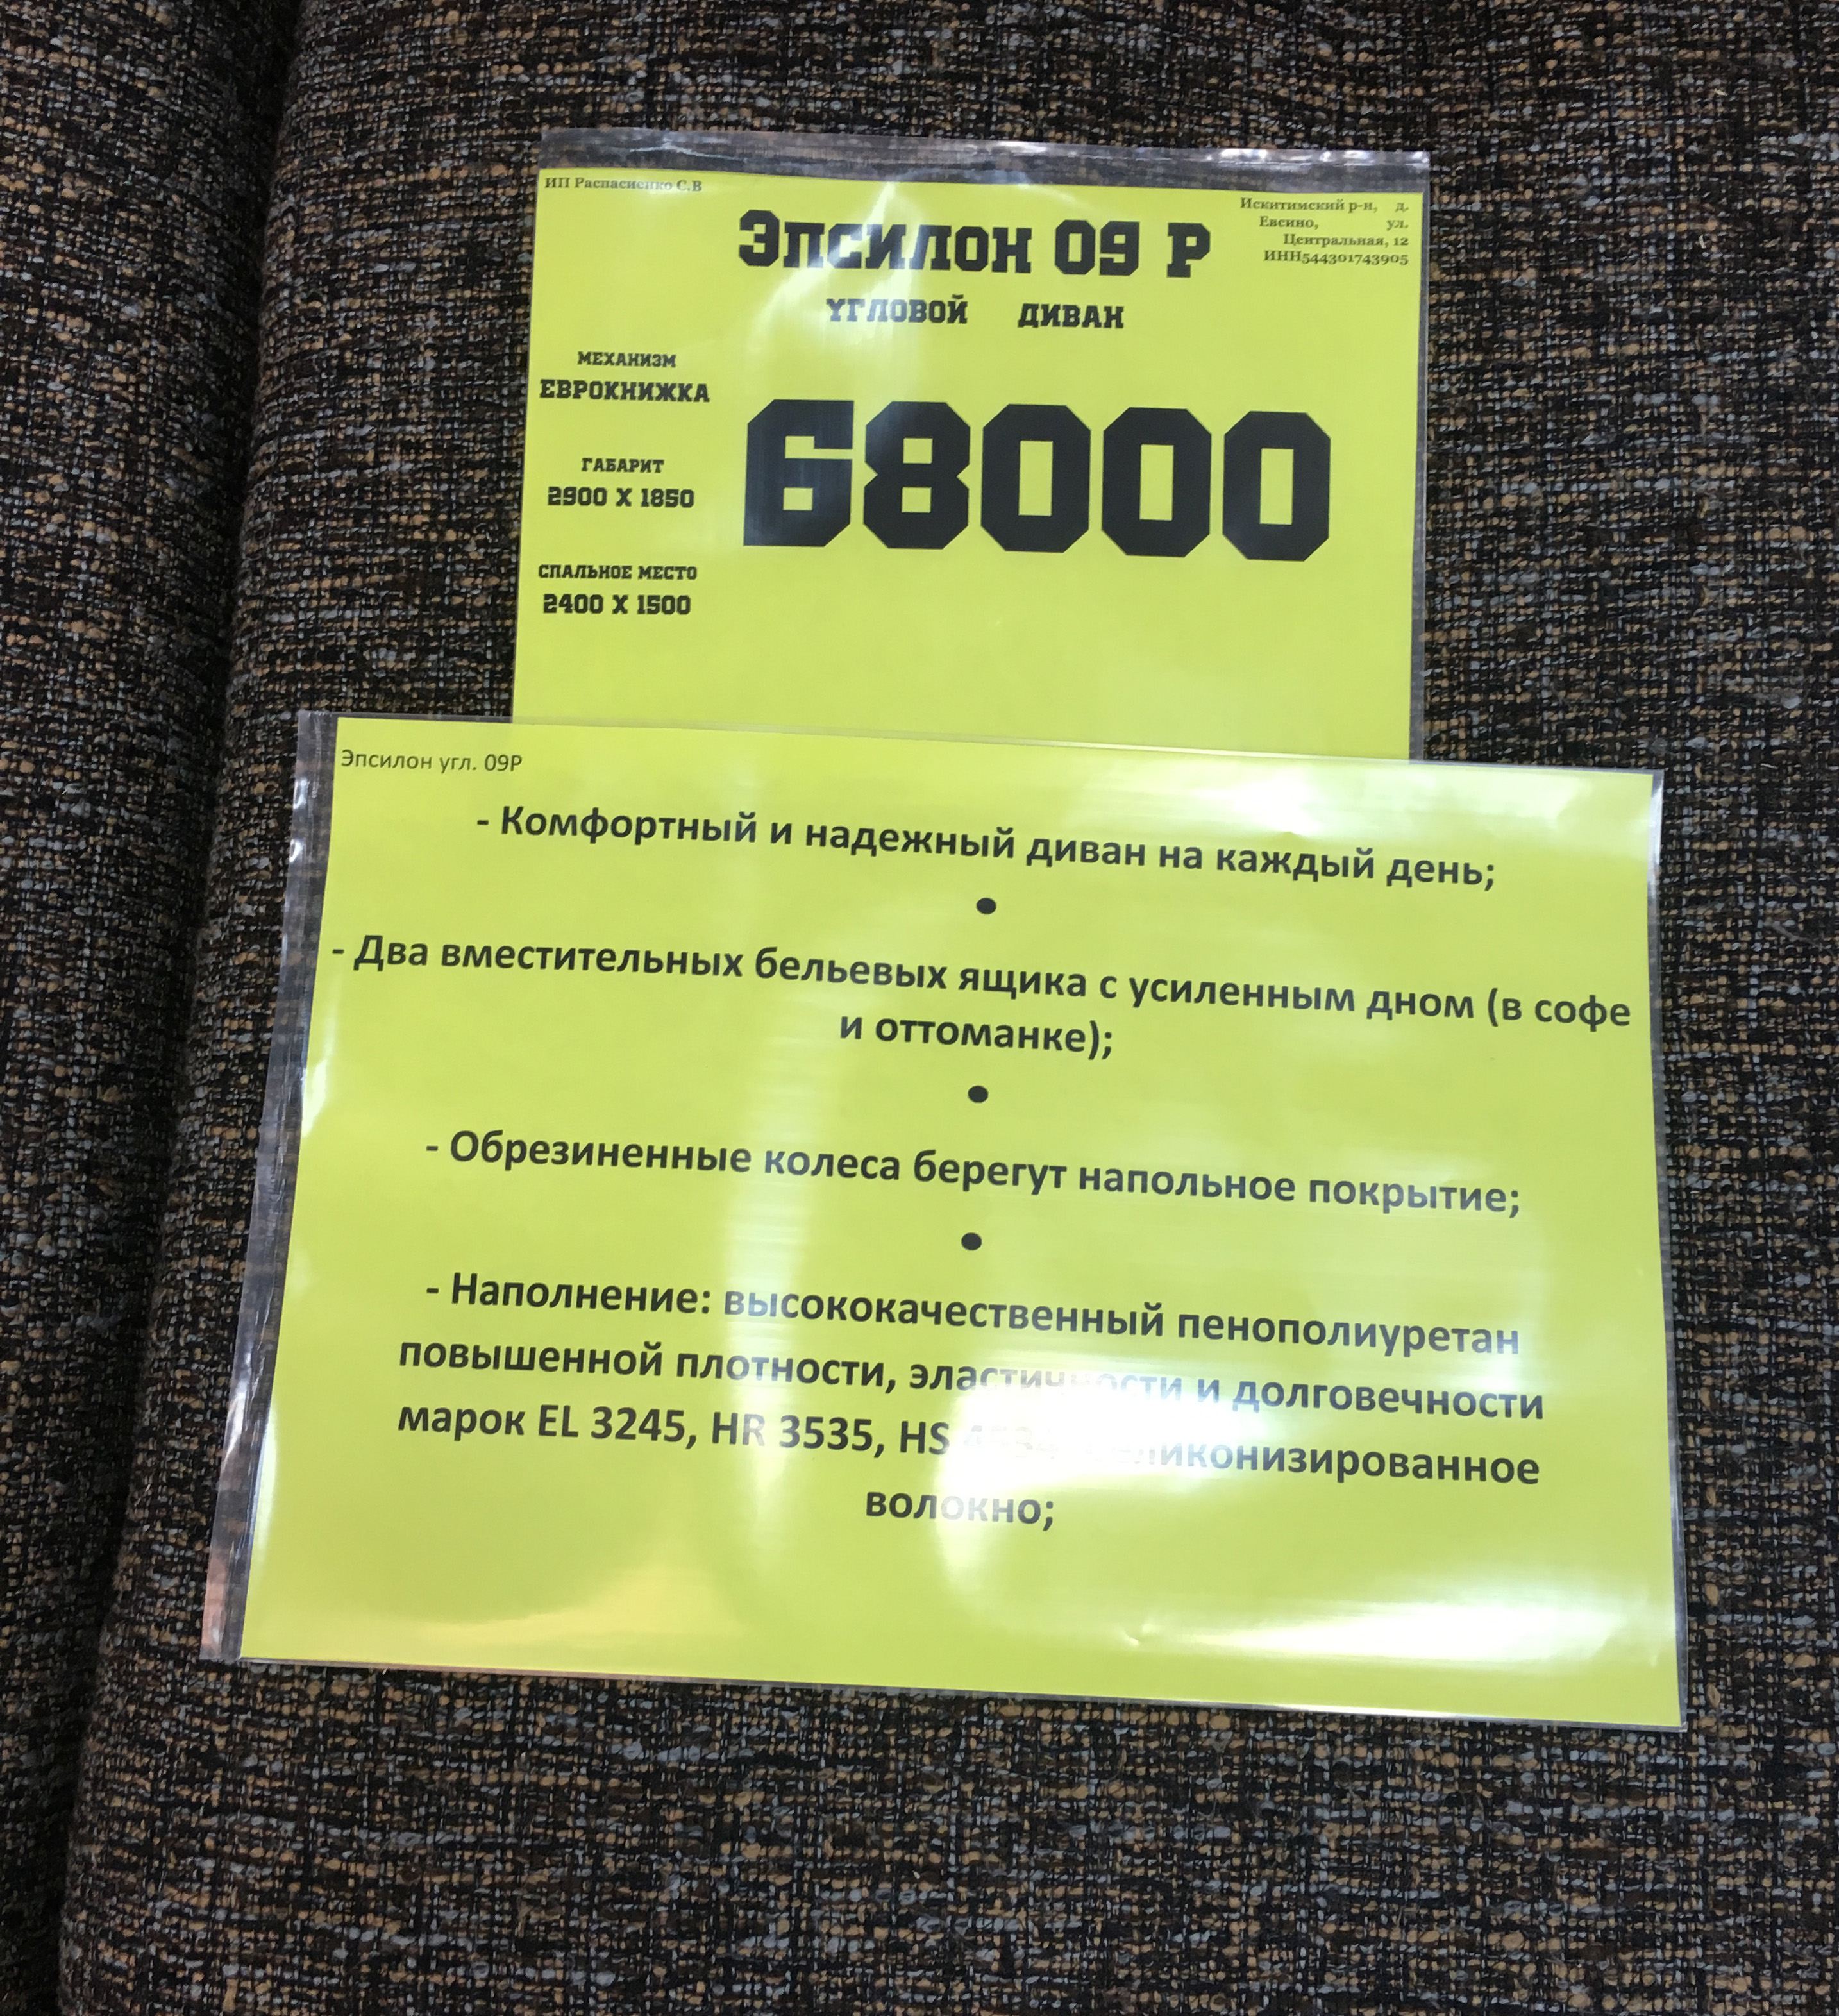 ИП Распасиенко С.В
Искитимский р-н, д.
Евсино, ул.
Центральная, 12
ИНН544301743905
Эпсилон 09 Р
УГЛОВОЙ ДИВАН
МЕХАНИЗМ
ЕВРОКНИЖКА
68000
ГАБАРИТ
2900 Х 1850
СПАЛЬНОЕ МЕСТО
2400 Х 1500
Эпсилон угл. 09Р
- Комфортный и надежный диван на каждый день;
•
- Два вместительных бельевых ящика с усиленным дном (в софе
и оттоманке);
•
- Обрезиненные колеса берегут напольное покрытие;
•
- Наполнение: высококачественный пенополиуретан
повышенной плотности, эластичности и долговечности
марок EL 3245, HR 3535, HS
волокно;